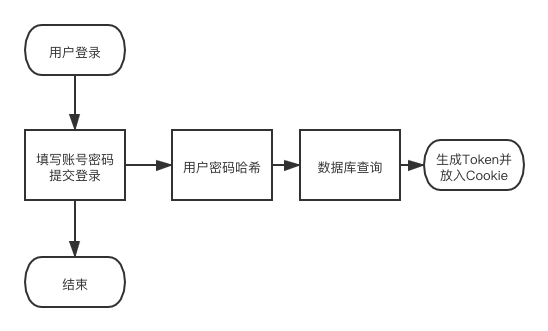 用户登录
填写账号密码
提交登录
用户密码哈希
数据库查询
生成Token并
放入Cookie
结束